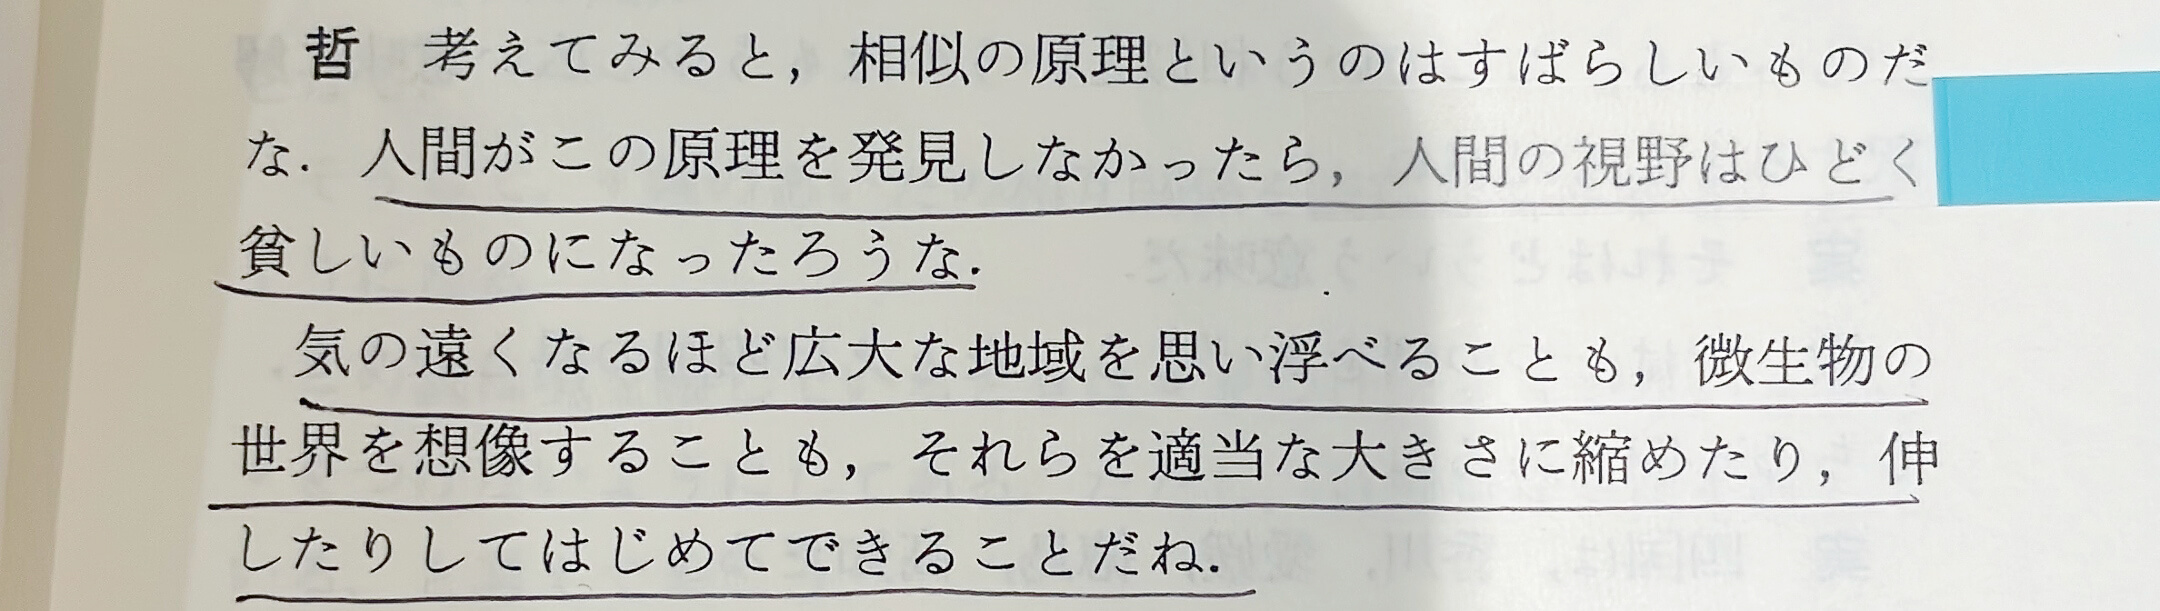 哲　考えてみると，相似の原理というのはすばらしいものだ
な．人間がこの原理を発見しなかったら，人間の視野はひどく
貧しいものになったろうな．
気の遠くなるほど広大な地域を思い浮べることも，微生物の
世界を想像することも，それらを適当な大きさに縮めたり，伸
したりしてはじめてできることだね．